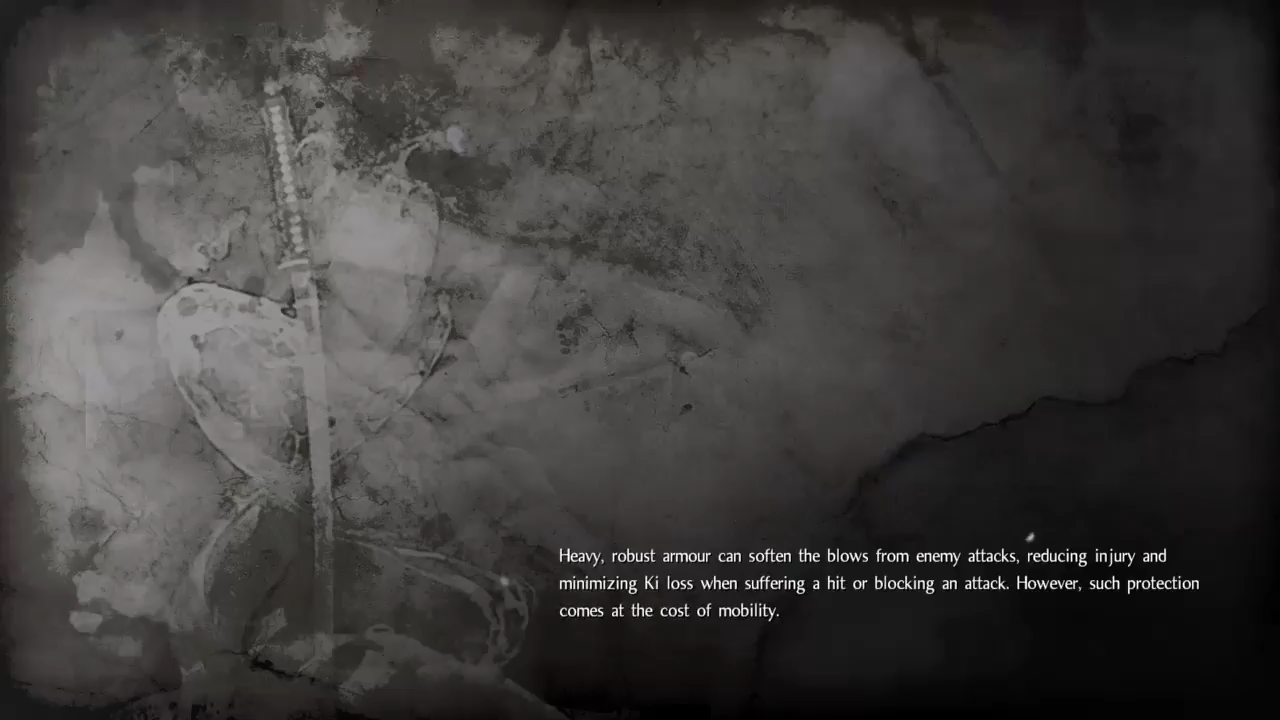 Heavy, robust armour can soften the blows from enemy attacks, reducing injury and
minimizing Ki loss when suffering a hit or blocking an attack. However, such protection
comes at the cost of mobility.